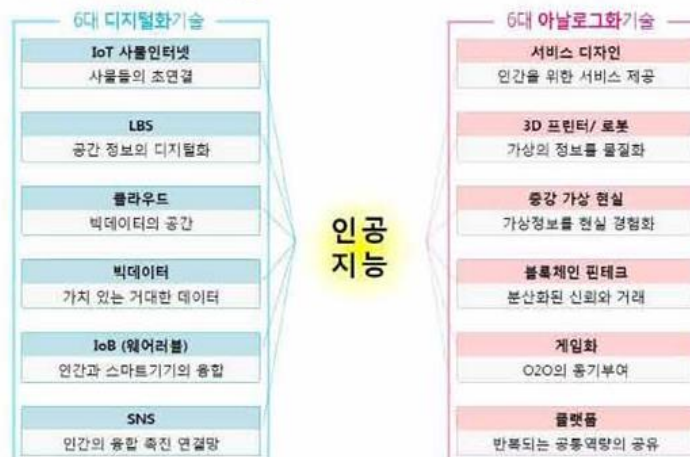 6대 디지털화기술
IoT 사물인터넷
사물들의 초연결
LBS
공간 정보의 디지털화
클라우드
빅데이터의 공간
빅데이터
가치 있는 거대한 데이터
IoB (웨어러블)
인간과 스마트기기의 융합
SNS
인간의 융합 촉진 연결망
인공
지능
6대 아날로그화기술
서비스 디자인
인간을 위한 서비스 제공
3D 프린터/ 로봇
가상의 정보를 물질화
증강 가상 현실
가상정보를 현실 경험화
블록체인 핀테크
분산화된 신뢰와 거래
게임화
O2O의 동기부여
플랫폼
반복되는 공통역량의 공유